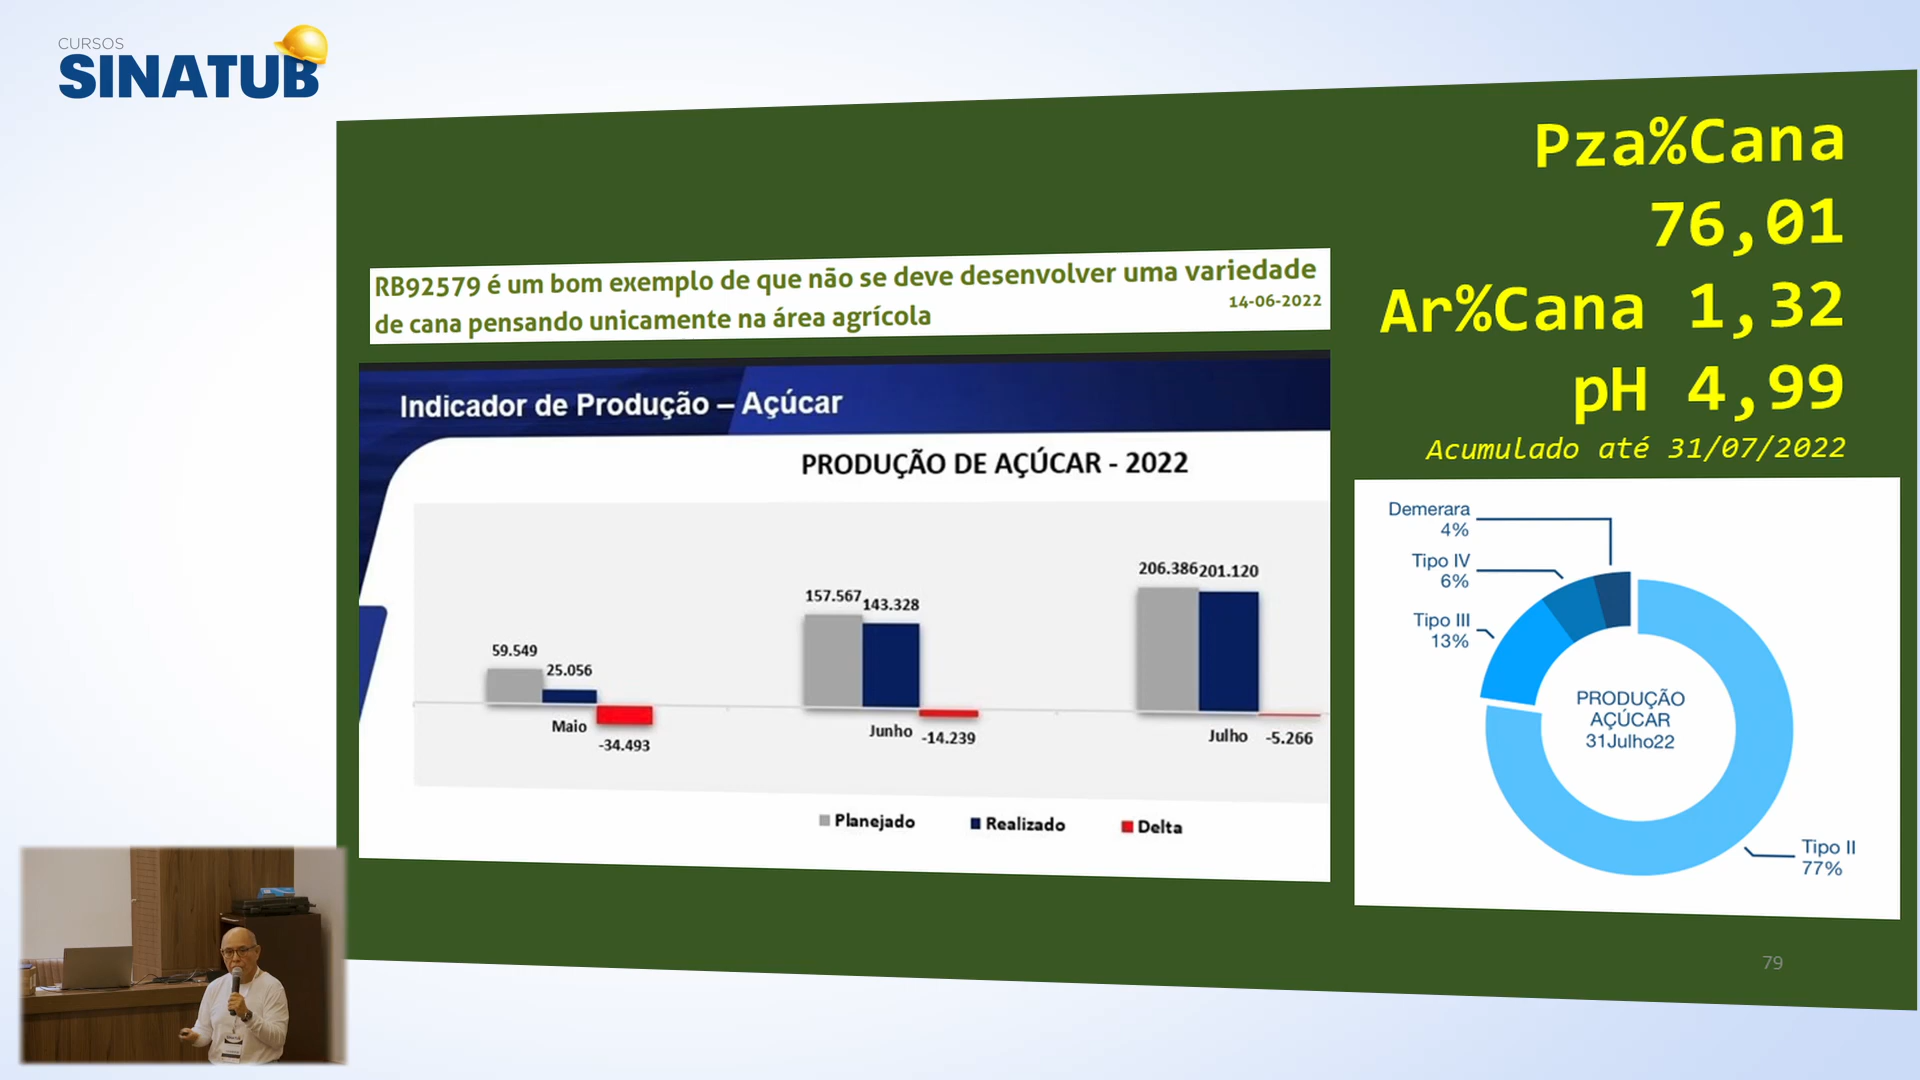 CURSOS
SINATUB
Pza%Cana
76,01
Ar%Cana 1,32
pH 4,99
Acumulado até 31/07/2022
RB92579 é um bom exemplo de que não se deve desenvolver uma variedade
de cana pensando unicamente na área agrícola
14-06-2022
Indicador de Produção – Açúcar
PRODUÇÃO DE AÇÚCAR - 2022
59.549
25.056
Maio
-34.493
157.567
143.328
Junho
-14.239
206.386
201.120
Julho
-5.266
Planejado
Realizado
Delta
Demerara
4%
Tipo IV
6%
Tipo III
13%
PRODUÇÃO
AÇÚCAR
31Julho22
Tipo II
77%
79